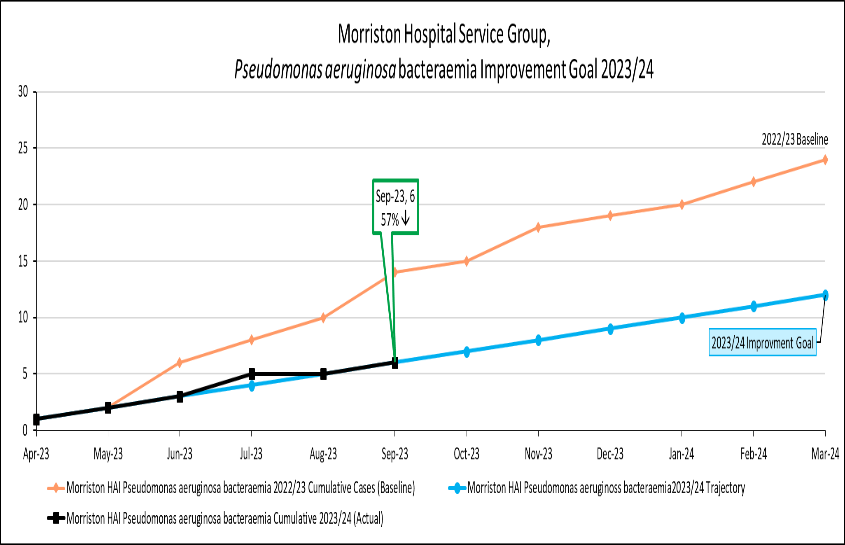 Morriston Hospital Service Group,
Pseudomonas aeruginosa bacteraemia Improvement Goal 2023/24
30
25
20
15
10
5
0
2022/23 Baseline
Sep-23, 6
57% ↓
2023/24 Improvment Goal
Apr-23 May-23 Jun-23 Jul-23 Aug-23 Sep-23 Oct-23 Nov-23 Dec-23 Jan-24 Feb-24 Mar-24
Morriston HAI Pseudomonas aeruginosa bacteraemia 2022/23 Cumulative Cases (Baseline)
Morriston HAI Pseudomonas aeruginoss bacteraemia2023/24 Trajectory
Morriston HAI Pseudomonas aeruginosa bacteraemia Cumulative 2023/24 (Actual)